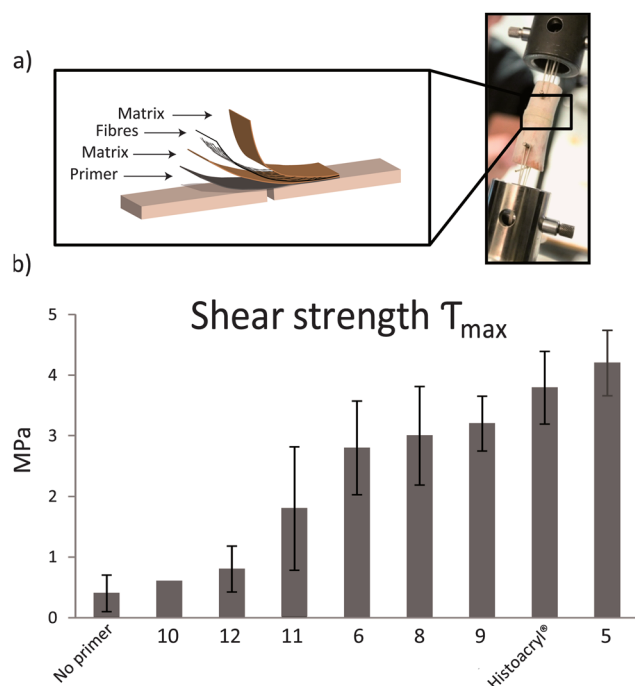 a)
Matrix
Fibres
Matrix
Primer
b)
Shear strength Ƭmax
MPa
5
4
3
2
1
0
No primer
10
12
11
6
8
9
Histoacryl®
5